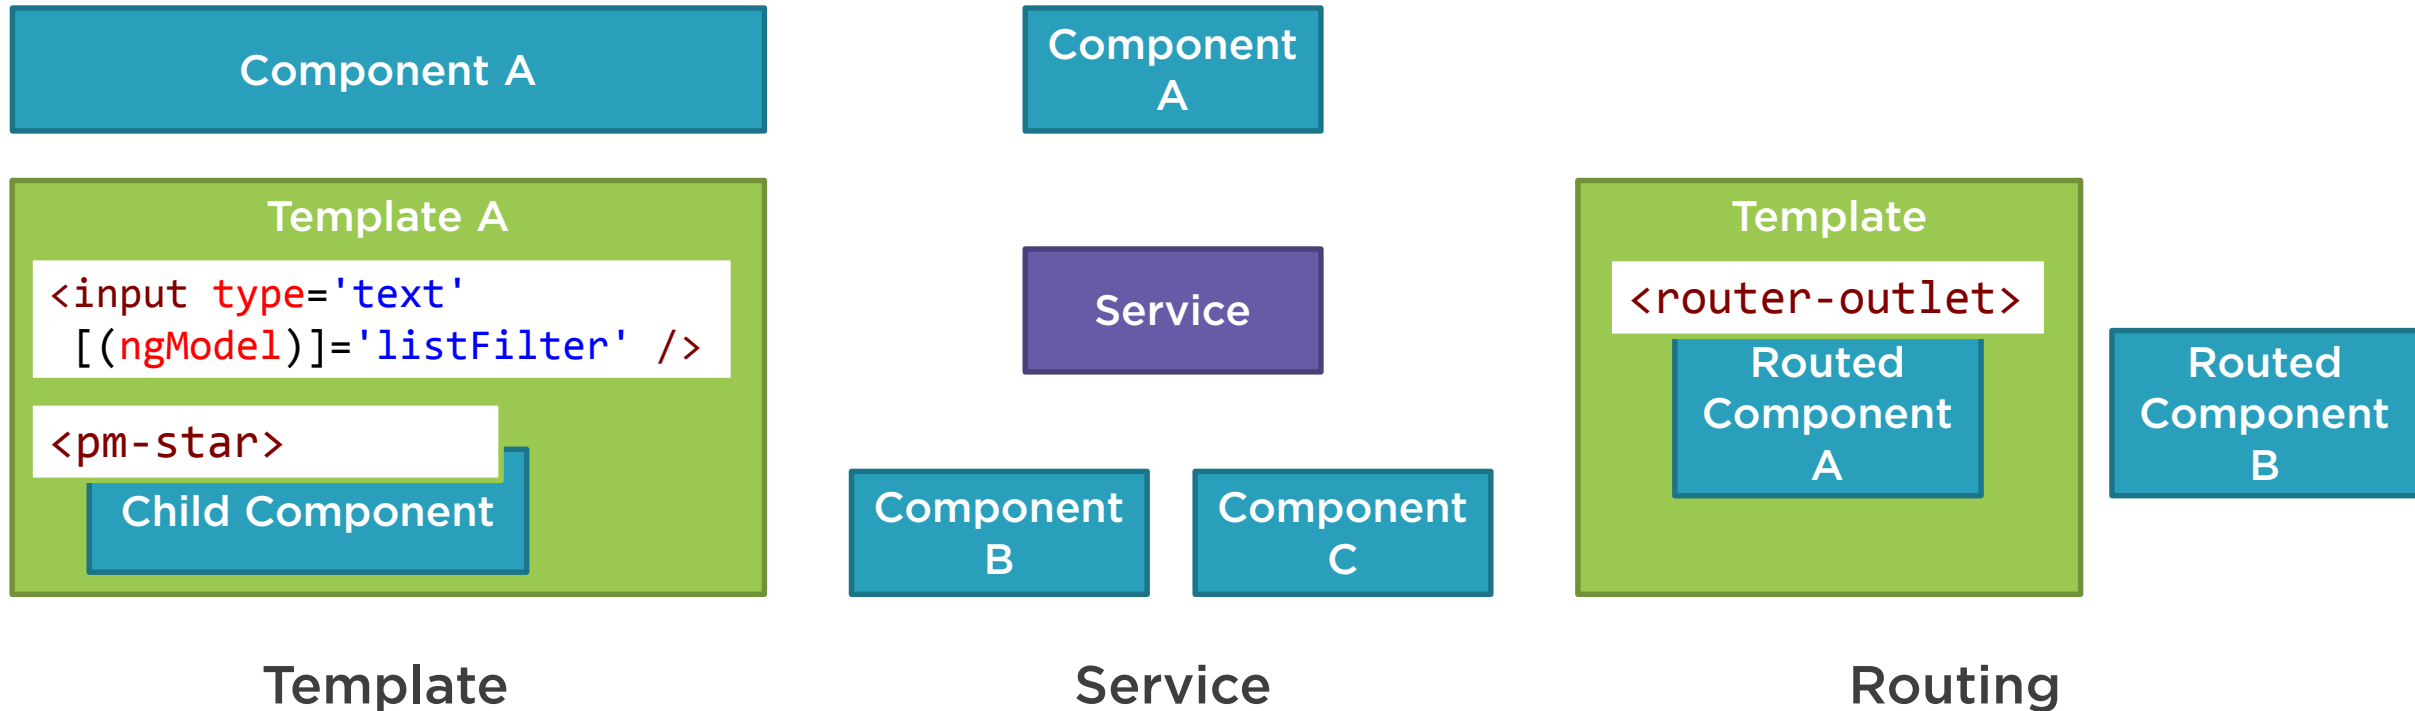 Component A
Template A
<input type='text'
[(ngModel)]='listFilter' />
<pm-star>
Child Component
Template
Component
A
Service
Component
B
Component
C
Service
Template
<router-outlet>
Routed
Component
A
Routed
Component
B
Routing